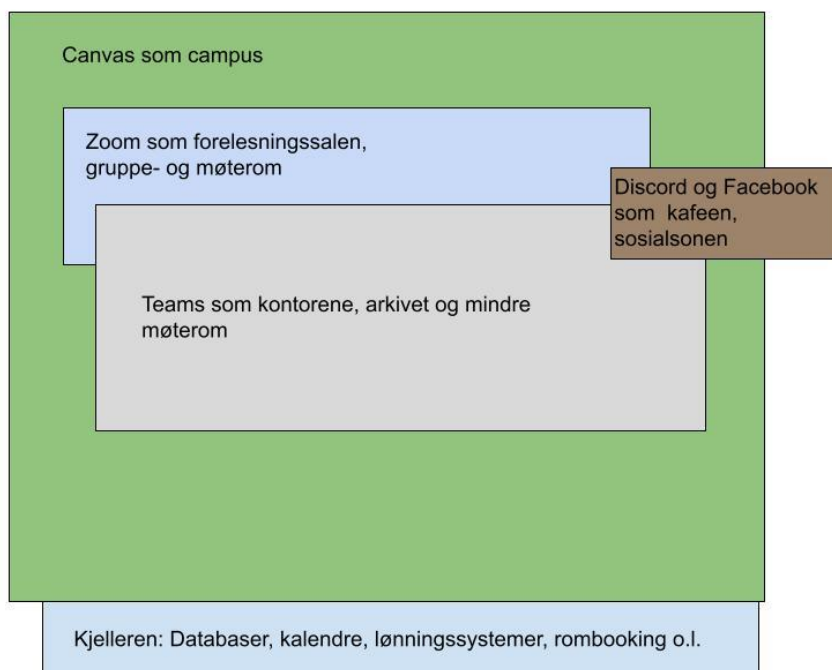 Canvas som campus
Zoom som forelesningssalen,
gruppe- og møterom
Discord og Facebook
som kafeen,
sosialsonen
Teams som kontorene, arkivet og mindre
møterom
Kjelleren: Databaser, kalendre, lønningssystemer, rombooking o.l.